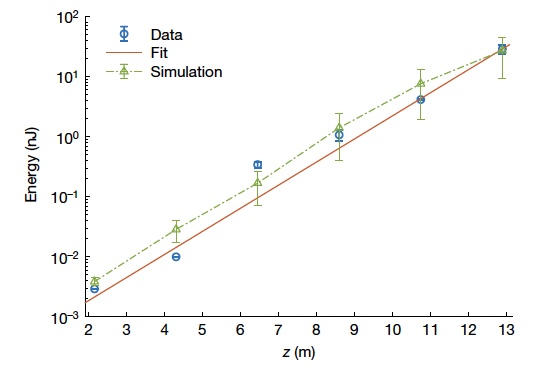 10²
10¹
10⁰
10⁻¹
10⁻²
10⁻³
Energy (nJ)
Data
Fit
Simulation
2 3 4 5 6 7 8 9 10 11 12 13
z (m)